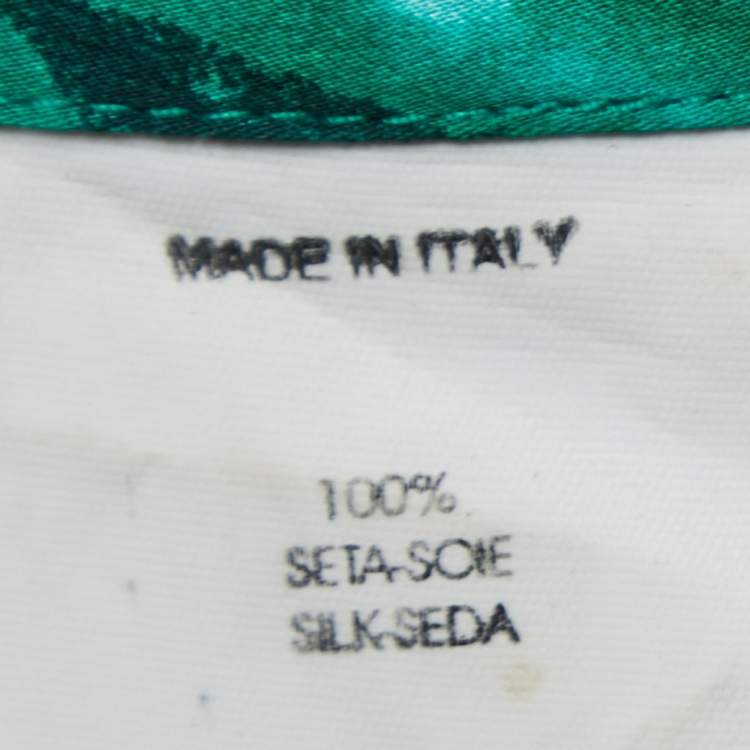 MADE IN ITALY
100%
SETA-SOIE
SILK-SEDA